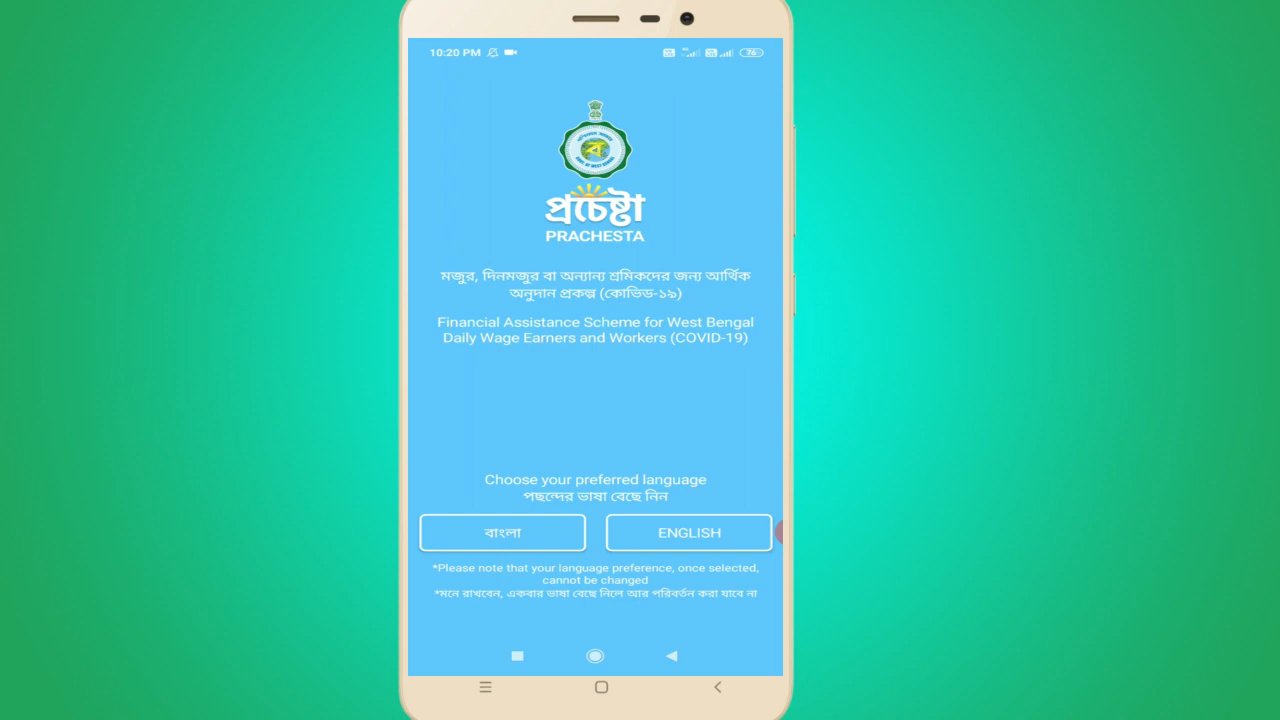 10:20 PM
76
প্রচেষ্টা
PRACHESTA
মজুর, দিনমজুর বা অন্যান্য শ্রমিকদের জন্য আর্থিক
অনুদান প্রকল্প (কোভিড-১৯)
Financial Assistance Scheme for West Bengal
Daily Wage Earners and Workers (COVID-19)
Choose your preferred language
পছন্দের ভাষা বেছে নিন
বাংলা
ENGLISH
*Please note that your language preference, once selected,
cannot be changed
*মনে রাখবেন, একবার ভাষা বেছে নিলে আর পরিবর্তন করা যাবে না